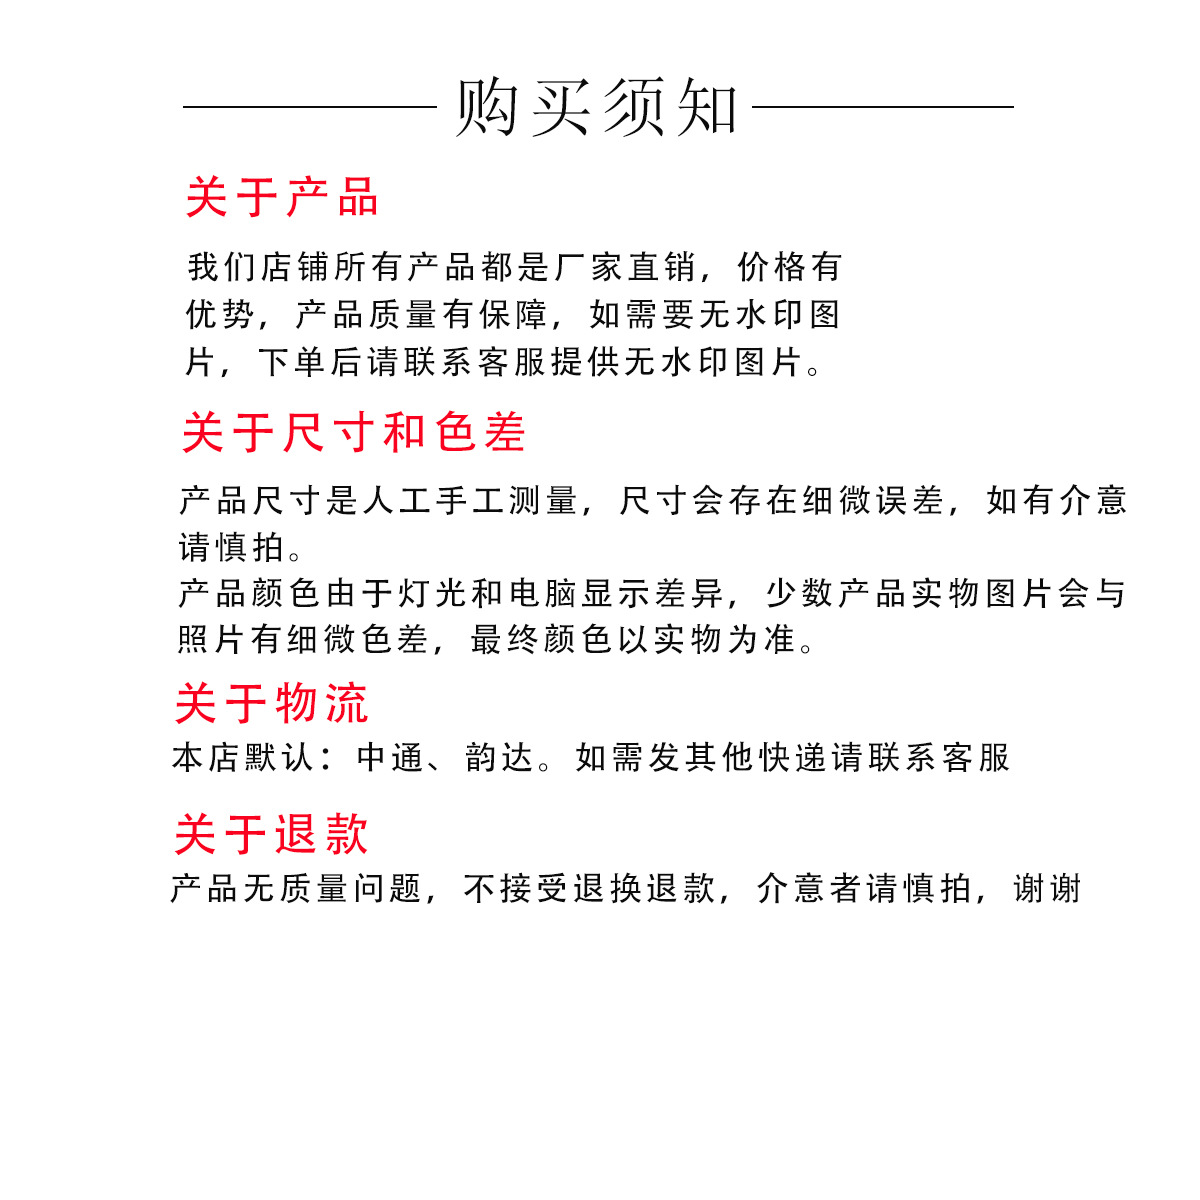 购买须知
关于产品
我们店铺所有产品都是厂家直销，价格有
优势，产品质量有保障，如需要无水印图
片，下单后请联系客服提供无水印图片。
关于尺寸和色差
产品尺寸是人工手工测量，尺寸会存在细微误差，如有介意
请慎拍。
产品颜色由于灯光和电脑显示差异，少数产品实物图片会与
照片有细微色差，最终颜色以实物为准。
关于物流
本店默认：中通、韵达。如需发其他快递请联系客服
关于退款
产品无质量问题，不接受退换退款，介意者请慎拍，谢谢